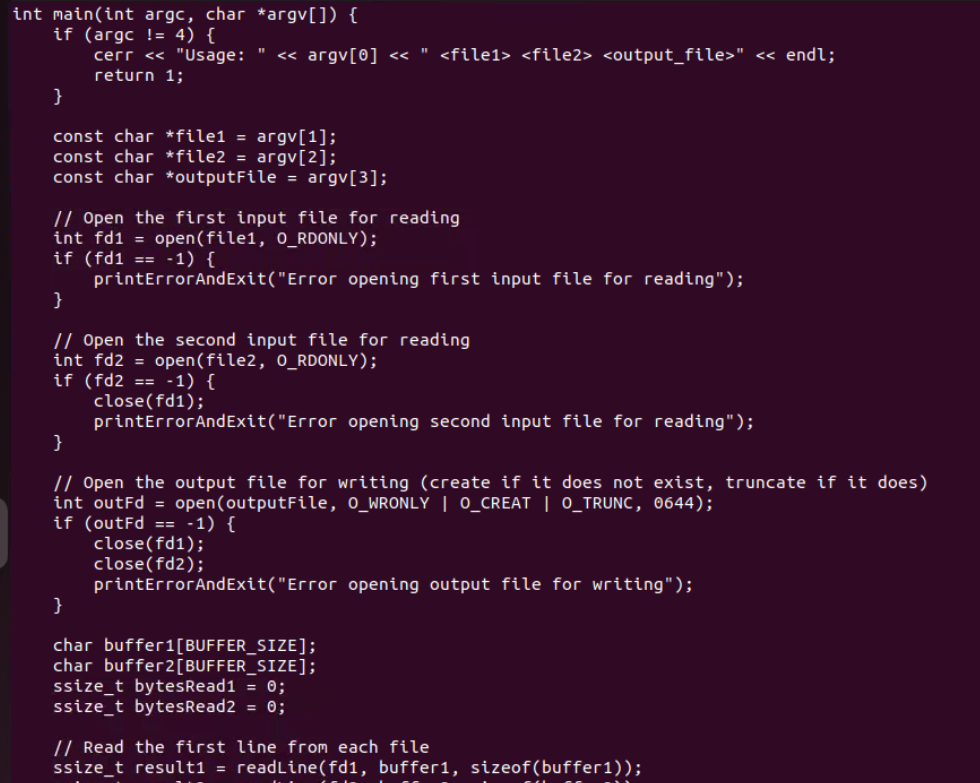 int main(int argc, char *argv[]) {
    if (argc != 4) {
        cerr << "Usage: " << argv[0] << " <file1> <file2> <output_file>" << endl;
        return 1;
    }

    const char *file1 = argv[1];
    const char *file2 = argv[2];
    const char *outputFile = argv[3];

    // Open the first input file for reading
    int fd1 = open(file1, O_RDONLY);
    if (fd1 == -1) {
        printErrorAndExit("Error opening first input file for reading");
    }

    // Open the second input file for reading
    int fd2 = open(file2, O_RDONLY);
    if (fd2 == -1) {
        close(fd1);
        printErrorAndExit("Error opening second input file for reading");
    }

    // Open the output file for writing (create if it does not exist, truncate if it does)
    int outFd = open(outputFile, O_WRONLY | O_CREAT | O_TRUNC, 0644);
    if (outFd == -1) {
        close(fd1);
        close(fd2);
        printErrorAndExit("Error opening output file for writing");
    }

    char buffer1[BUFFER_SIZE];
    char buffer2[BUFFER_SIZE];
    ssize_t bytesRead1 = 0;
    ssize_t bytesRead2 = 0;

    // Read the first line from each file
    ssize_t result1 = readLine(fd1, buffer1, sizeof(buffer1));